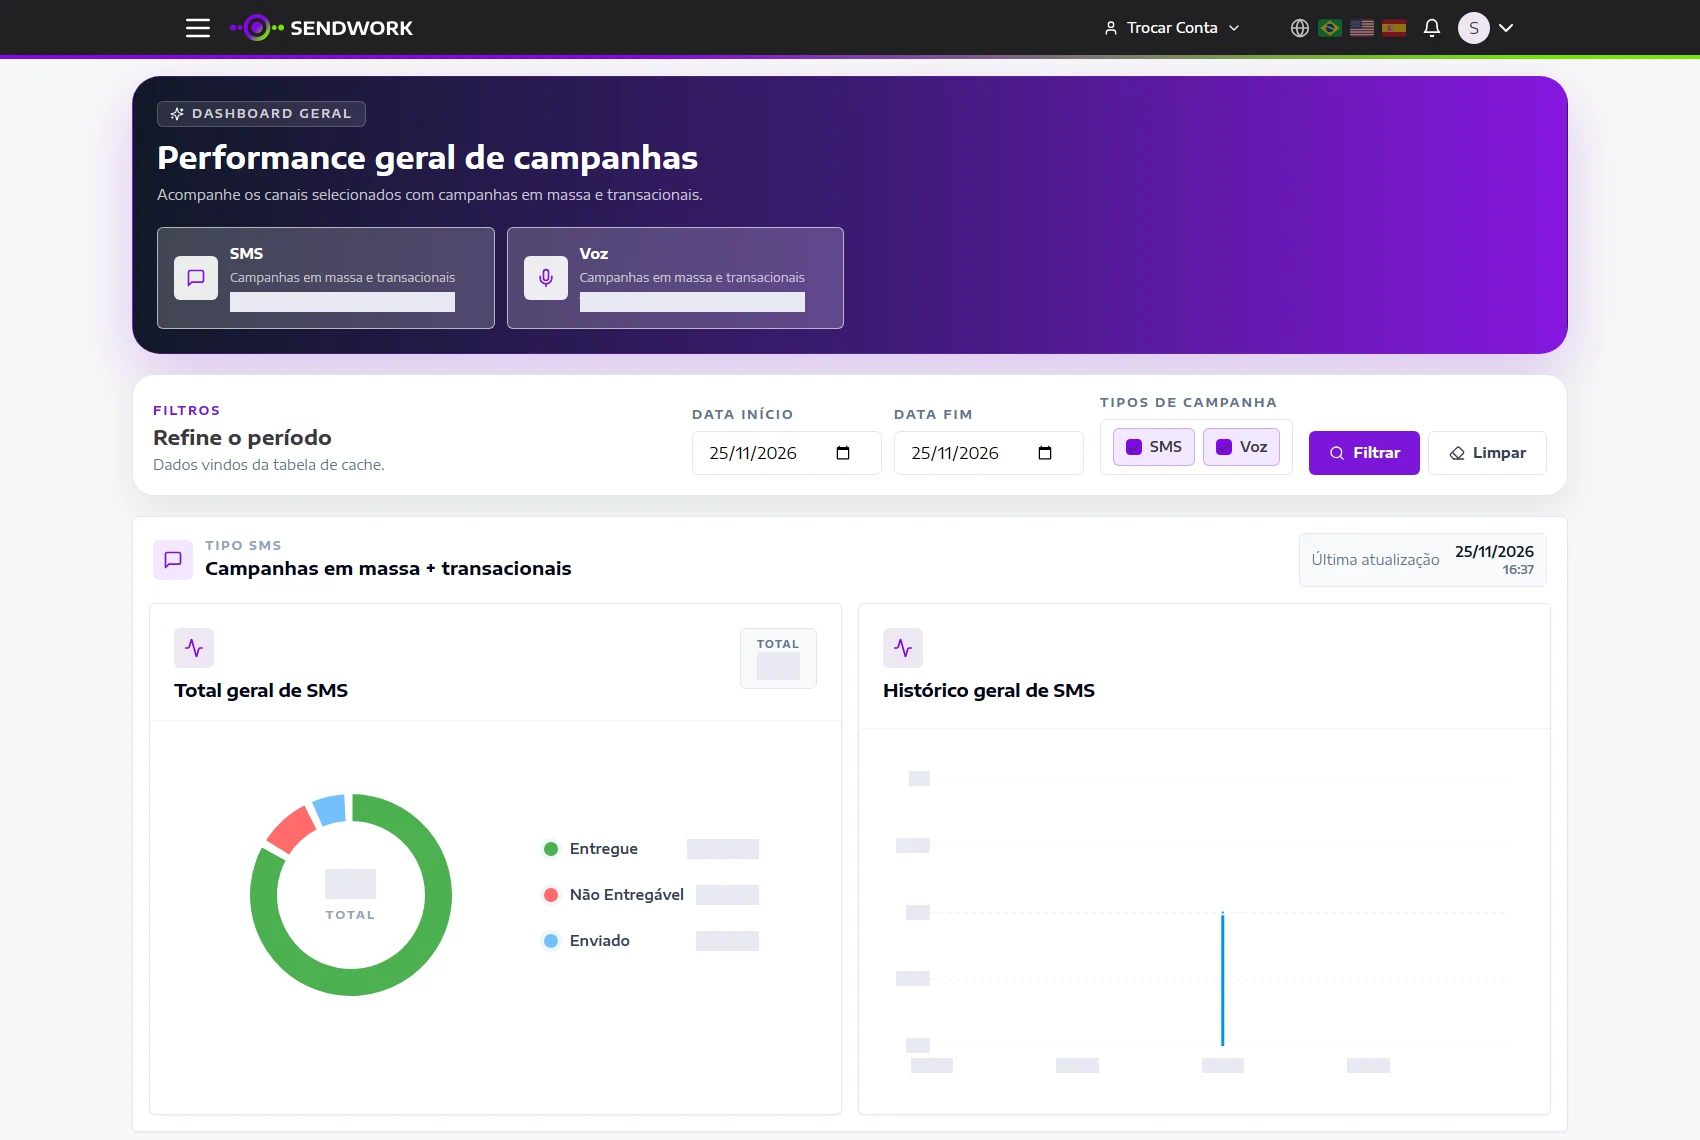 SENDWORK
Trocar Conta
S
DASHBOARD GERAL
Performance geral de campanhas
Acompanhe os canais selecionados com campanhas em massa e transacionais.
SMS
Campanhas em massa e transacionais
Voz
Campanhas em massa e transacionais
FILTROS
Refine o período
Dados vindos da tabela de cache.
DATA INÍCIO
25/11/2026
DATA FIM
25/11/2026
TIPOS DE CAMPANHA
SMS
Voz
Filtrar
Limpar
TIPO SMS
Campanhas em massa + transacionais
Última atualização
25/11/2026
16:37
Total geral de SMS
TOTAL
TOTAL
Entregue
Não Entregável
Enviado
Histórico geral de SMS